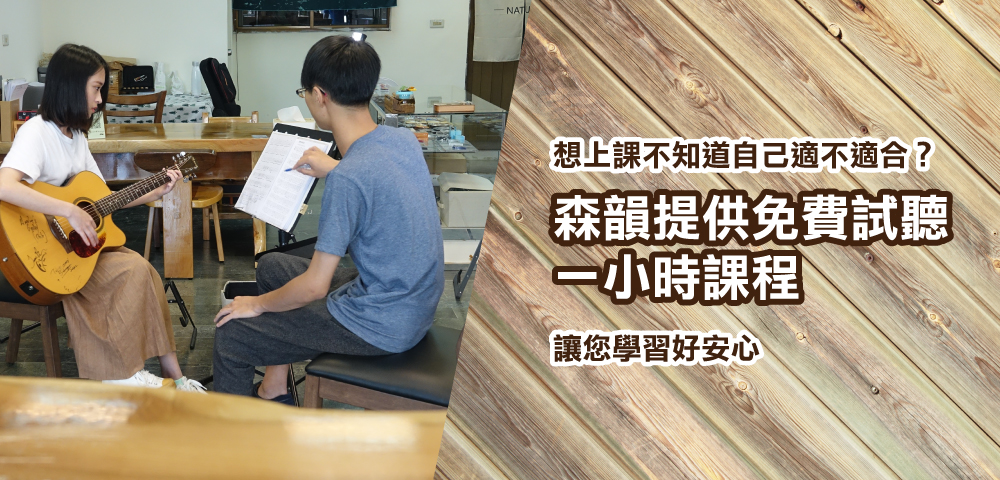 NATU
想上課不知道自己適不適合？
森韻提供免費試聽
一小時課程
讓您學習好安心